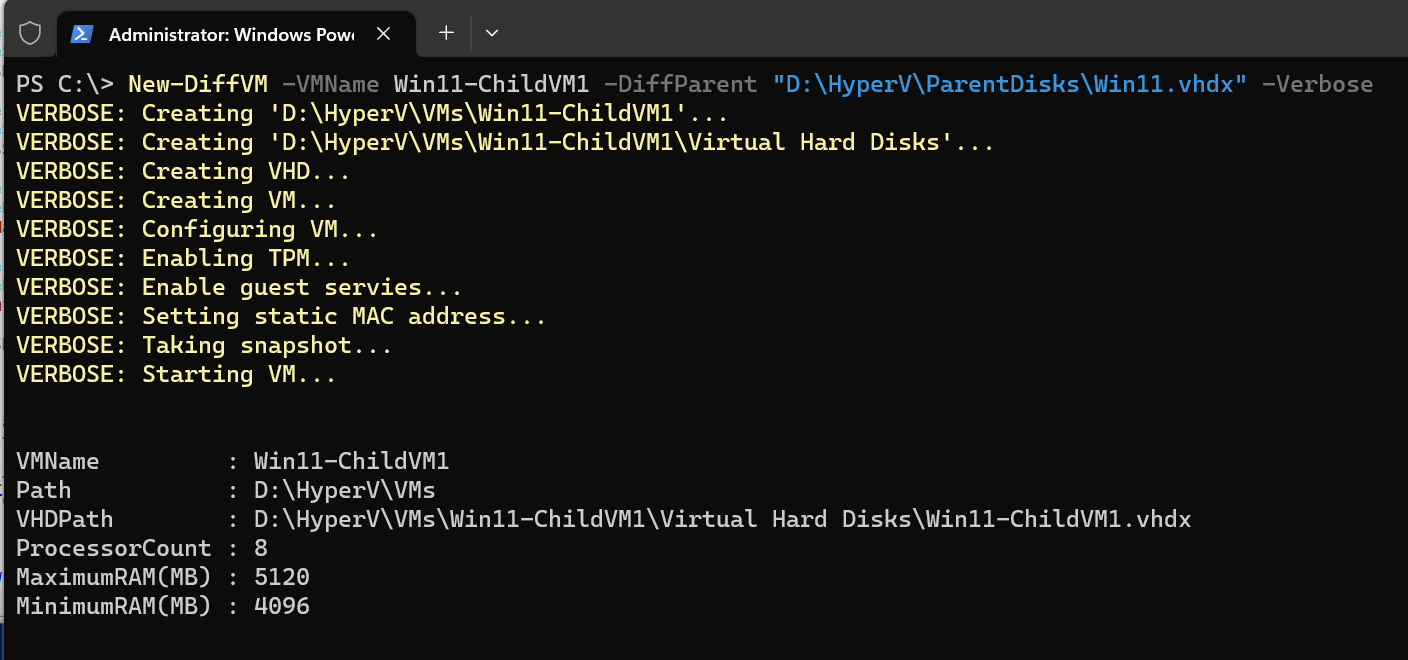 Administrator: Windows Powe
PS C:\> New-DiffVM -VMName Win11-ChildVM1 -DiffParent "D:\HyperV\ParentDisks\Win11.vhdx" -Verbose
VERBOSE: Creating 'D:\HyperV\VMs\Win11-ChildVM1'...
VERBOSE: Creating 'D:\HyperV\VMs\Win11-ChildVM1\Virtual Hard Disks'...
VERBOSE: Creating VHD...
VERBOSE: Creating VM...
VERBOSE: Configuring VM...
VERBOSE: Enabling TPM...
VERBOSE: Enable guest servies...
VERBOSE: Setting static MAC address...
VERBOSE: Taking snapshot...
VERBOSE: Starting VM...
VMName : Win11-ChildVM1
Path : D:\HyperV\VMs
VHDPath : D:\HyperV\VMs\Win11-ChildVM1\Virtual Hard Disks\Win11-ChildVM1.vhdx
ProcessorCount : 8
MaximumRAM(MB) : 5120
MinimumRAM(MB) : 4096